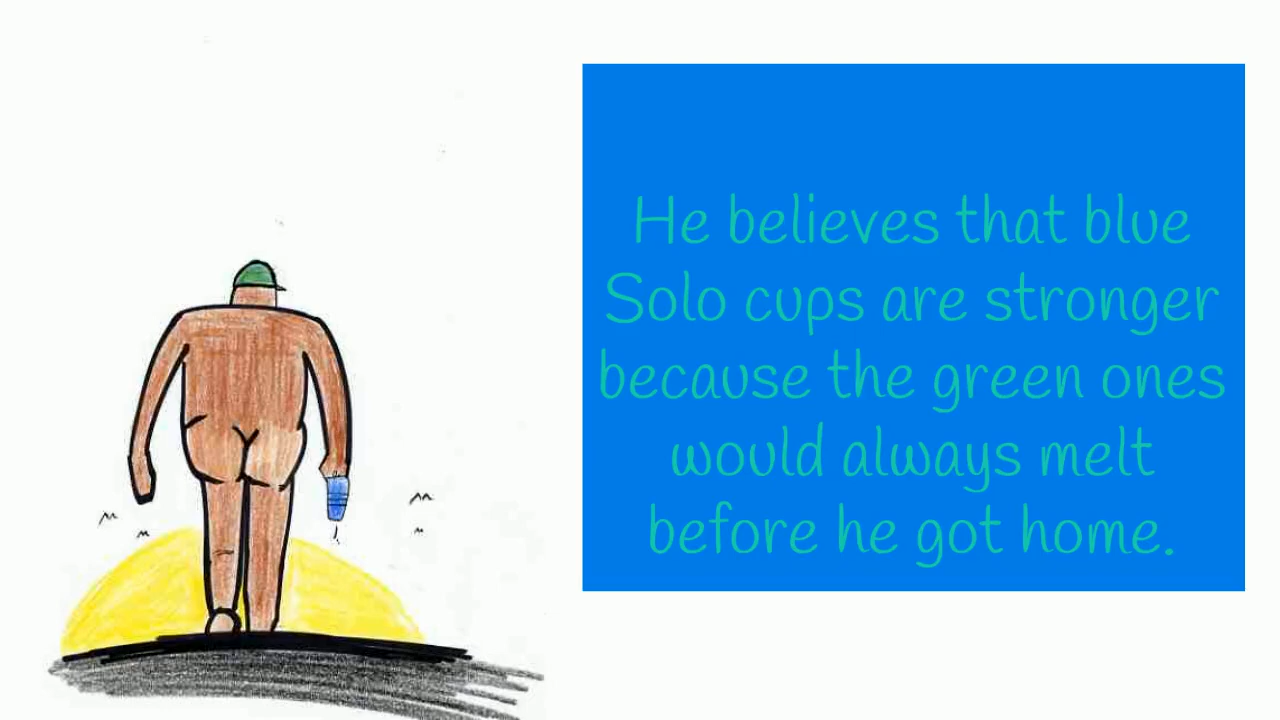 He believes that blue
Solo cups are stronger
because the green ones
would always melt
before he got home.